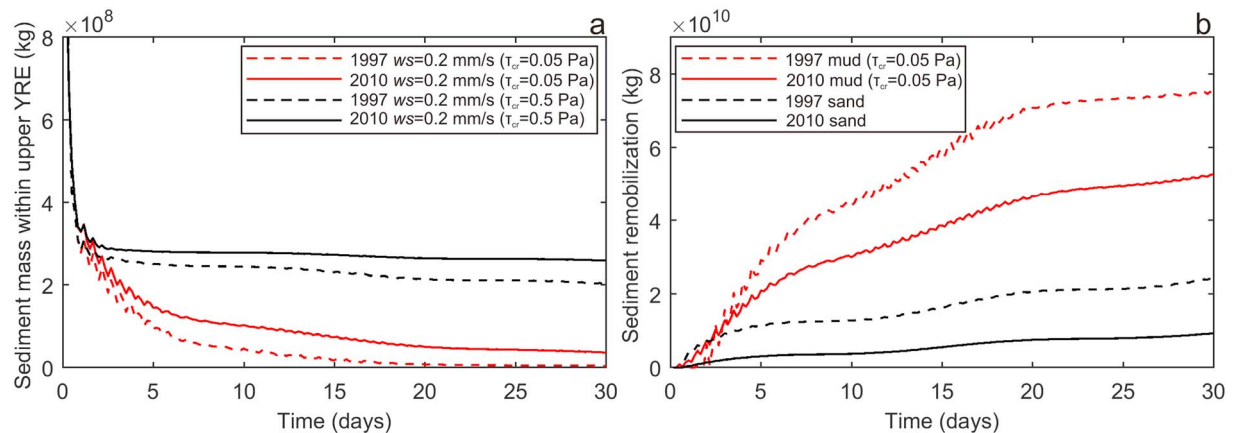 ×10⁸
a
Sediment mass within upper YRE
(kg)
8
6
4
2
0
1997 ws=0.2 mm/s (τcr=0.05 Pa)
2010 ws=0.2 mm/s (τcr=0.05 Pa)
1997 ws=0.2 mm/s (τcr=0.5 Pa)
2010 ws=0.2 mm/s (τcr=0.5 Pa)
0 5 10 15 20 25 30
Time (days)
×10¹⁰
b
Sediment remobilization (kg)
8
6
4
2
0
1997 mud (τcr=0.05 Pa)
2010 mud (τcr=0.05 Pa)
1997 sand
2010 sand
0 5 10 15 20 25 30
Time (days)